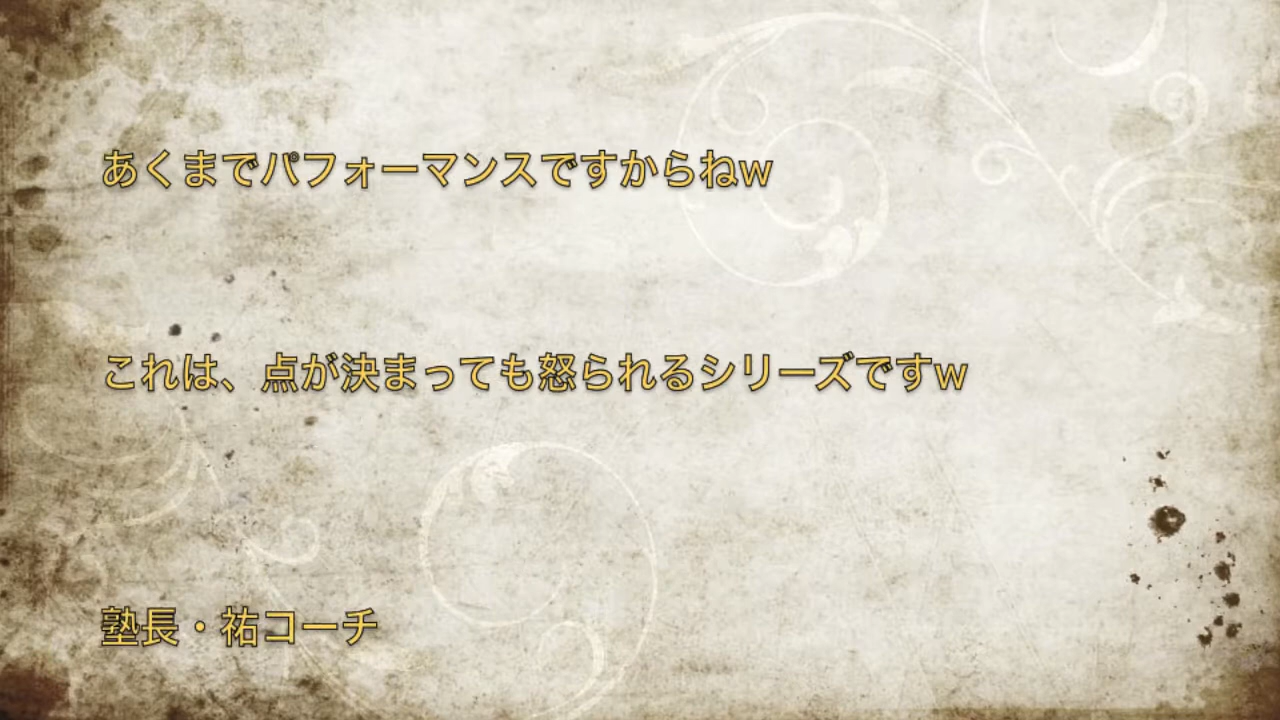 あくまでパフォーマンスですからねw
これは、点が決まっても怒られるシリーズですw
塾長・祐コーチ